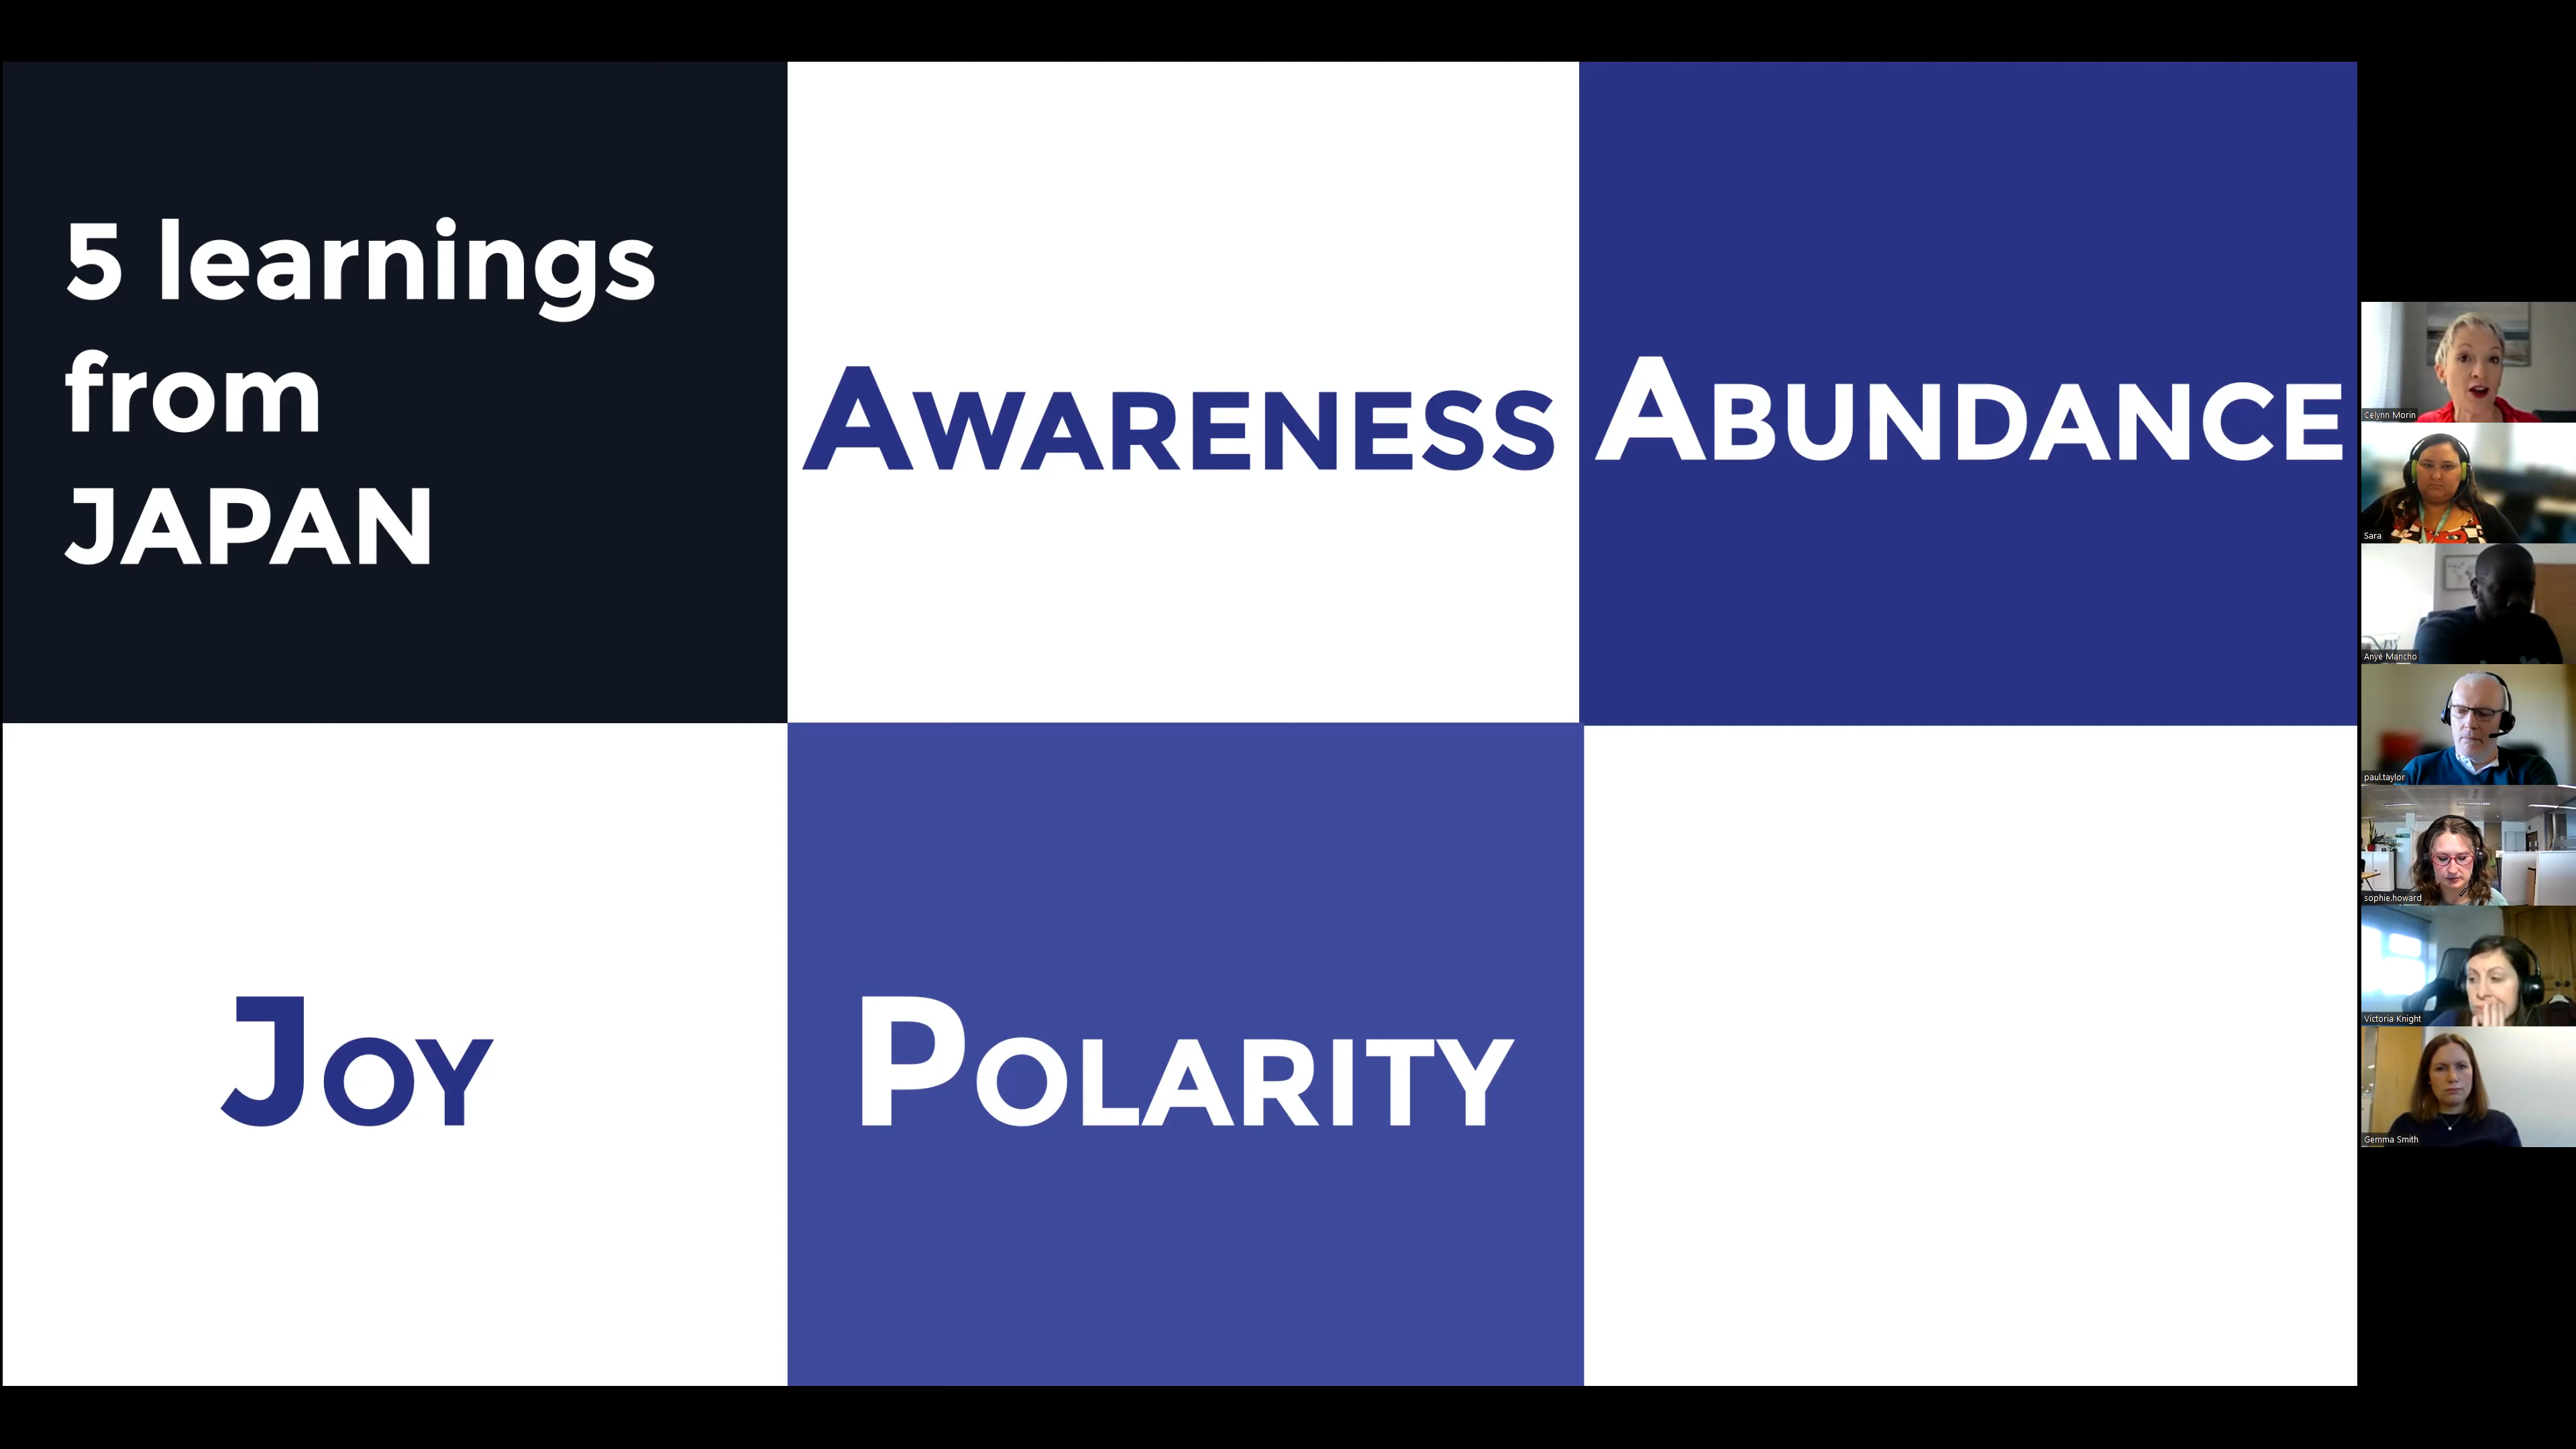 5 learnings
from
JAPAN
AWARENESS
ABUNDANCE
JOY
POLARITY
Celynn Morin
Sara
Anye Mancho
paul.taylor
sophie.howard
Victoria Knight
Gemma Smith